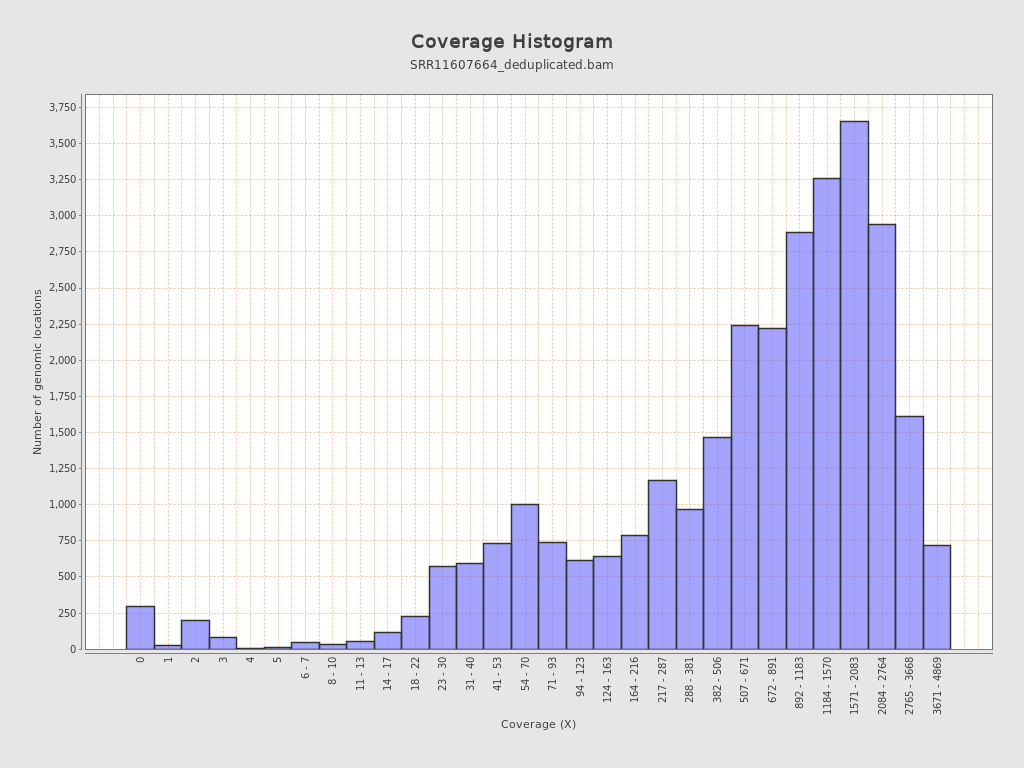 Coverage Histogram
SRR11607664_deduplicated.bam
Number of genomic locations
3,750
3,500
3,250
3,000
2,750
2,500
2,250
2,000
1,750
1,500
1,250
1,000
750
500
250
0
0
1
2
3
4
5
6 - 7
8 - 10
11 - 13
14 - 17
18 - 22
23 - 30
31 - 40
41 - 53
54 - 70
71 - 93
94 - 123
124 - 163
164 - 216
217 - 287
288 - 381
382 - 506
507 - 671
672 - 891
892 - 1183
1184 - 1570
1571 - 2083
2084 - 2764
2765 - 3668
3671 - 4869
Coverage (X)